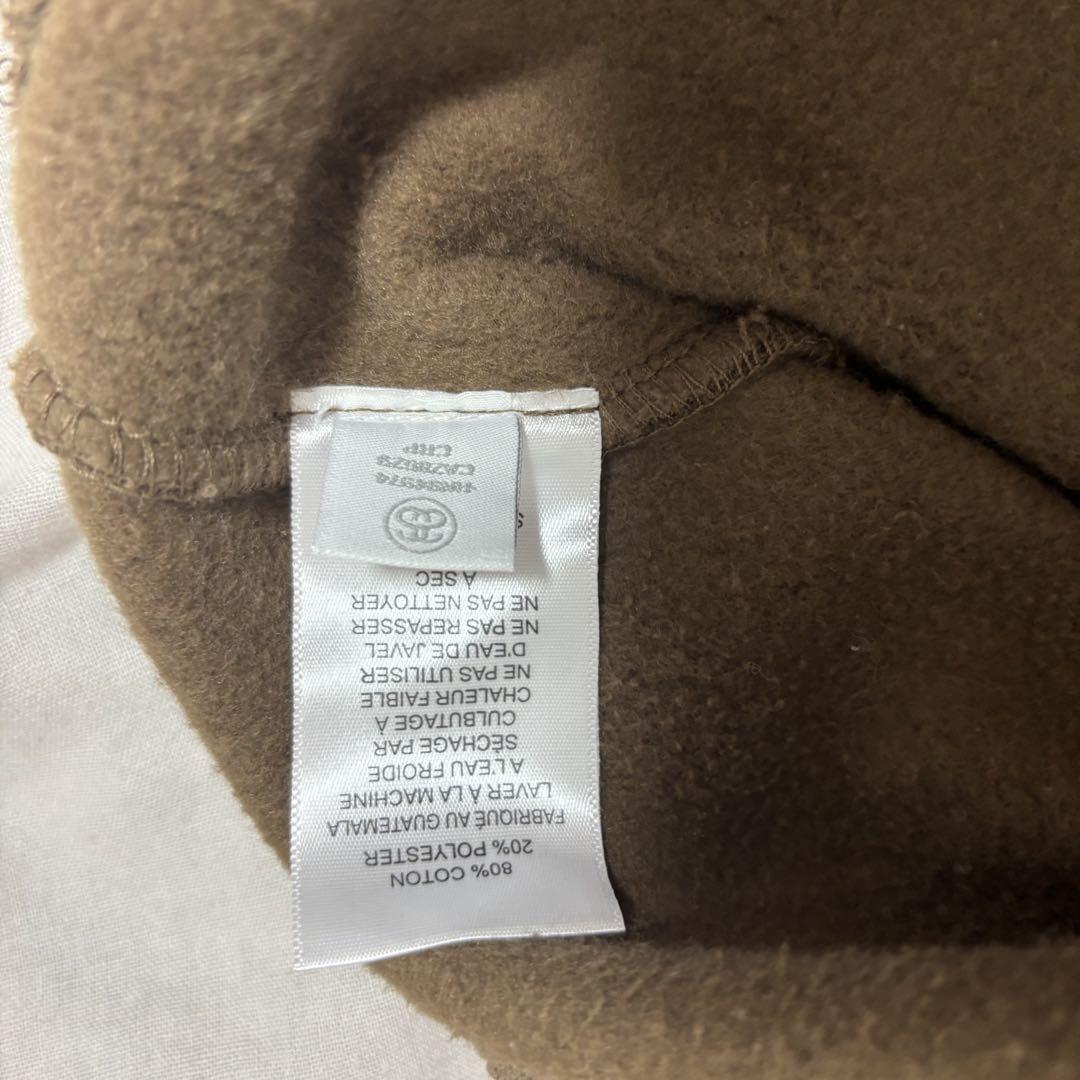 80% COTON
20% POLYESTER
FABRIQUÉ AU GUATEMALA
LAVER À LA MACHINE
A L'EAU FROIDE
SÈCHAGE PAR
CULBUTAGE À
CHALEUR FAIBLE
NE PAS UTILISER
D'EAU DE JAVEL
NE PAS REPASSER
NE PAS NETTOYER
À SEC
CA28029
CRP